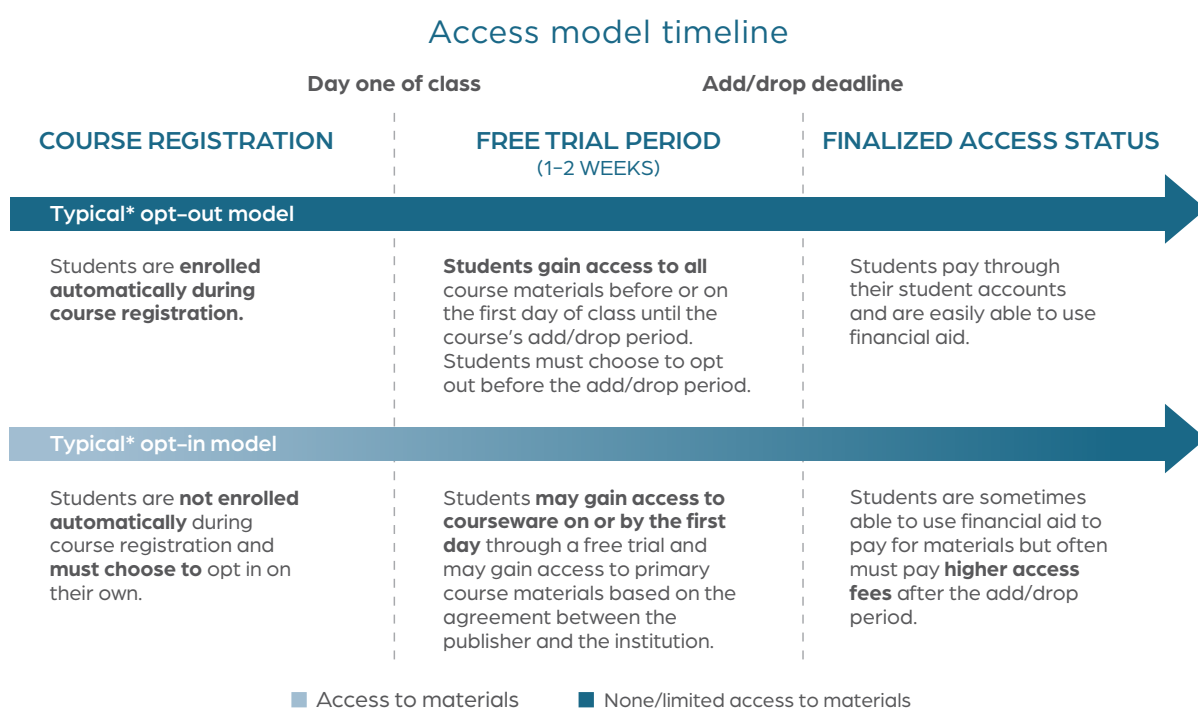 Access model timeline
Day one of class
Add/drop deadline
COURSE REGISTRATION
FREE TRIAL PERIOD
(1-2 WEEKS)
FINALIZED ACCESS STATUS
Typical* opt-out model
Students are enrolled
automatically during
course registration.
Students gain access to all
course materials before or on
the first day of class until the
course's add/drop period.
Students must choose to opt
out before the add/drop period.
Students pay through
their student accounts
and are easily able to use
financial aid.
Typical* opt-in model
Students are not enrolled
automatically during
course registration and
must choose to opt in on
their own.
Students may gain access to
courseware on or by the first
day through a free trial and
may gain access to primary
course materials based on the
agreement between the
publisher and the institution.
Students are sometimes
able to use financial aid to
pay for materials but often
must pay higher access
fees after the add/drop
period.
Access to materials
None/limited access to materials